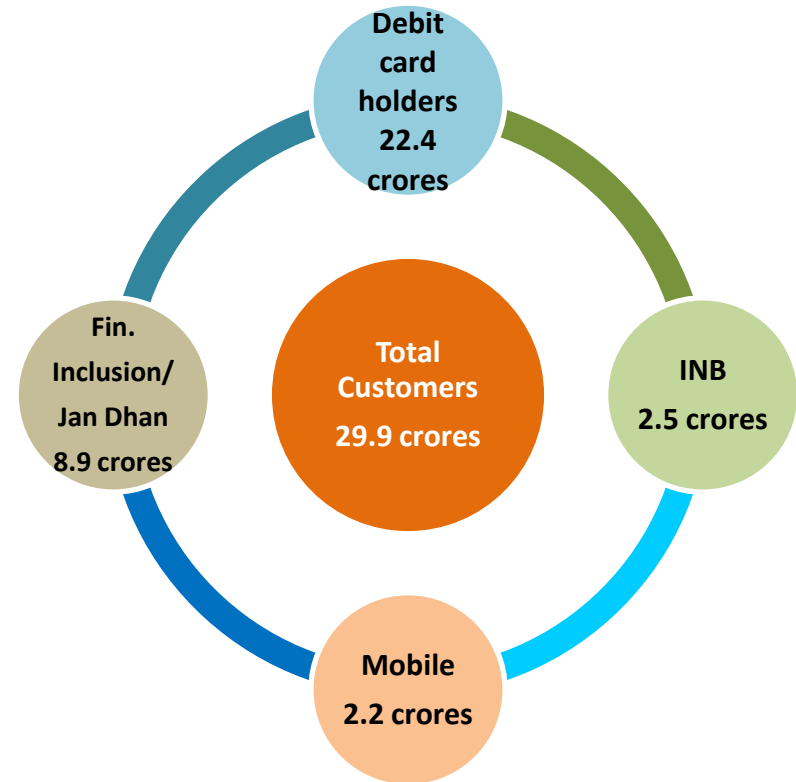 Debit
card
holders
22.4
crores
Fin.
Inclusion/
Jan Dhan
8.9 crores
Total
Customers
29.9 crores
INB
2.5 crores
Mobile
2.2 crores